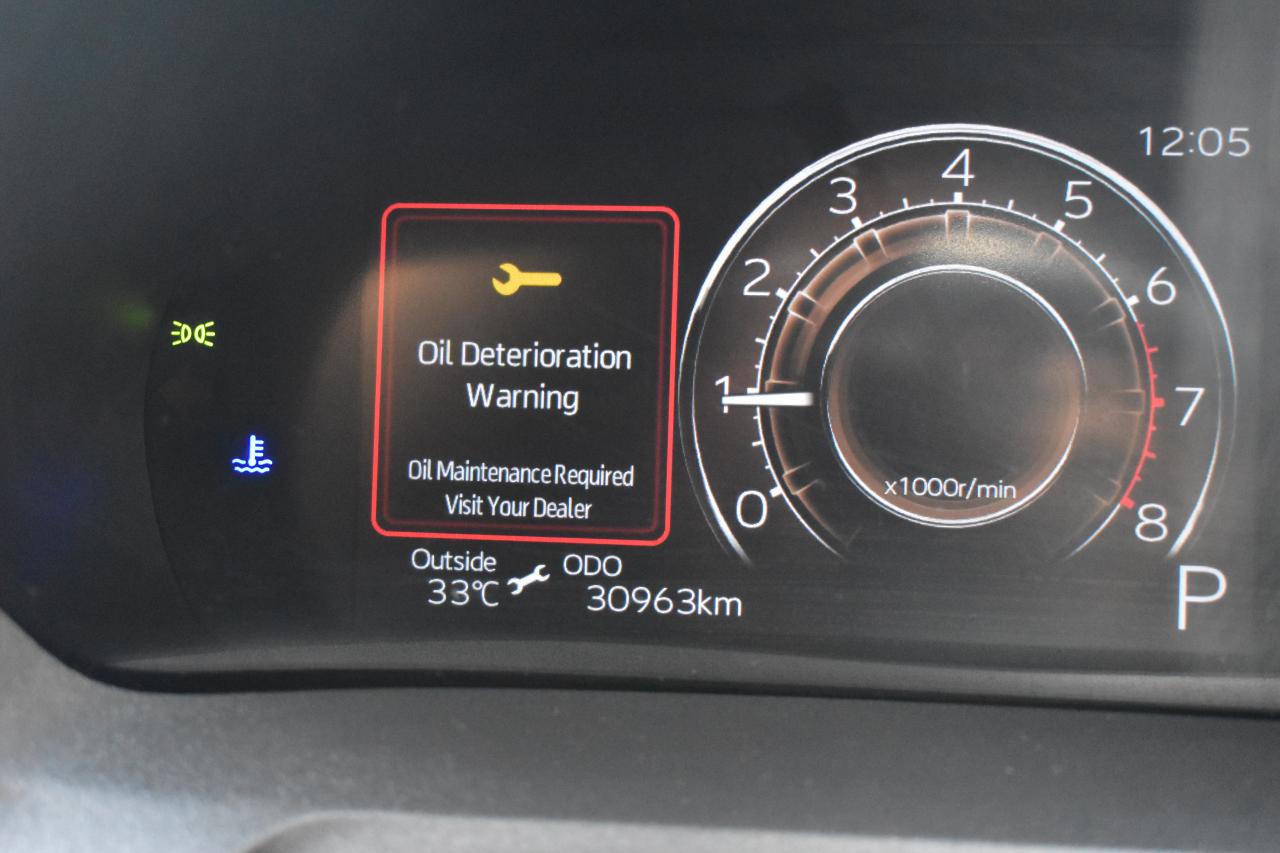 12:05
Oil Deterioration
Warning
Oil Maintenance Required
Visit Your Dealer
Outside
33℃
ODO
30963km
0
1
2
3
4
5
6
7
8
x1000r/min
P